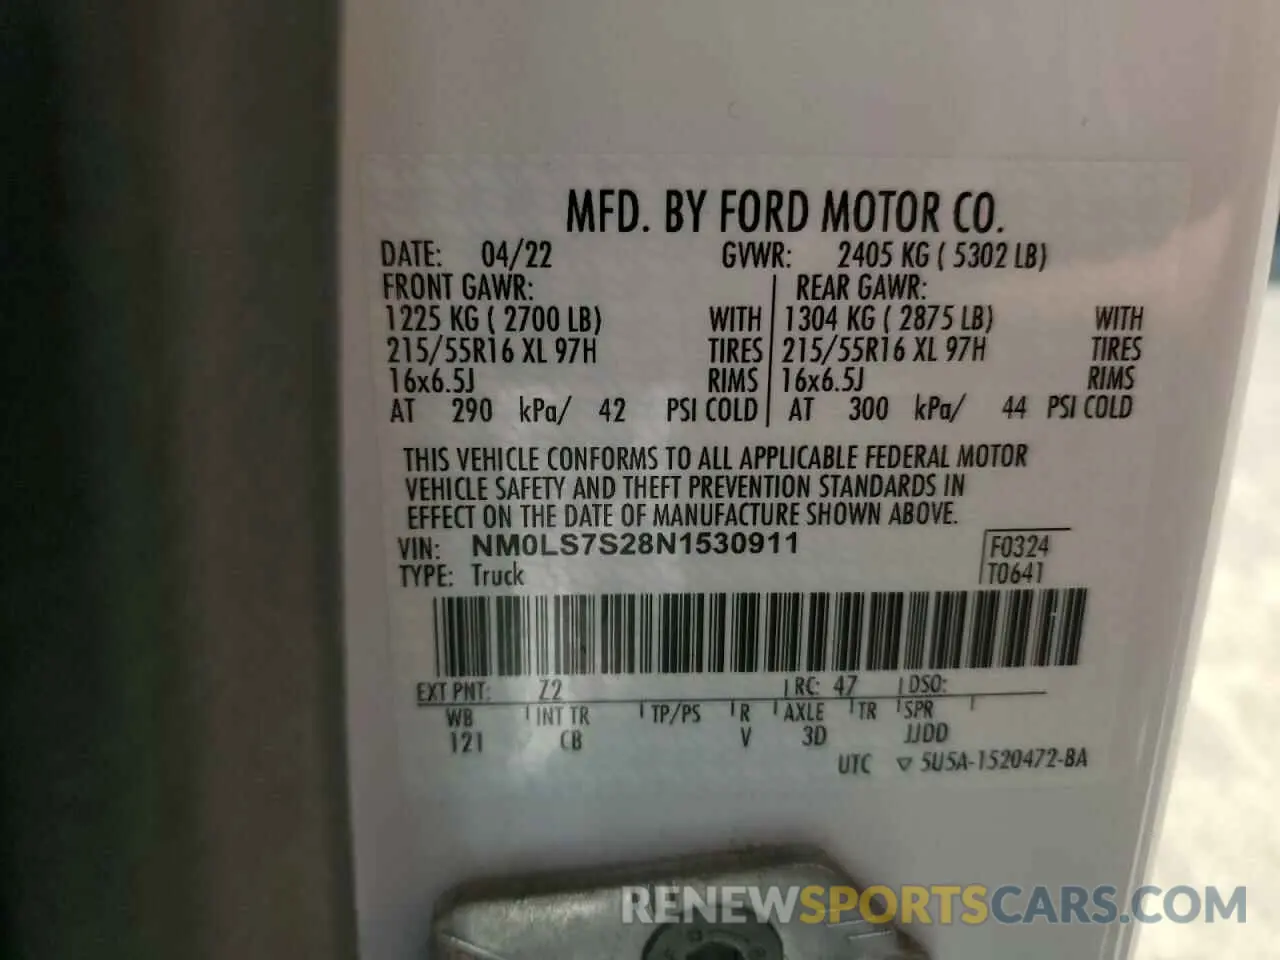 MFD. BY FORD MOTOR CO.
DATE: 04/22 GVWR: 2405 KG ( 5302 LB)
FRONT GAWR: REAR GAWR:
1225 KG ( 2700 LB) WITH 1304 KG ( 2875 LB) WITH
215/55R16 XL 97H TIRES 215/55R16 XL 97H TIRES
16x6.5J RIMS 16x6.5J RIMS
AT 290 kPa/ 42 PSI COLD AT 300 kPa/ 44 PSI COLD
THIS VEHICLE CONFORMS TO ALL APPLICABLE FEDERAL MOTOR
VEHICLE SAFETY AND THEFT PREVENTION STANDARDS IN
EFFECT ON THE DATE OF MANUFACTURE SHOWN ABOVE.
VIN: NM0LS7S28N1530911 F0324
TYPE: Truck T0641
EXT PNT: Z2 RC: 47 DSO:
WB INT TR TP/PS R AXLE TR SPR
121 CB V 3D JJDD
UTC ▽ 5U5A-1520472-BA
RENEWSPORTSCARS.COM